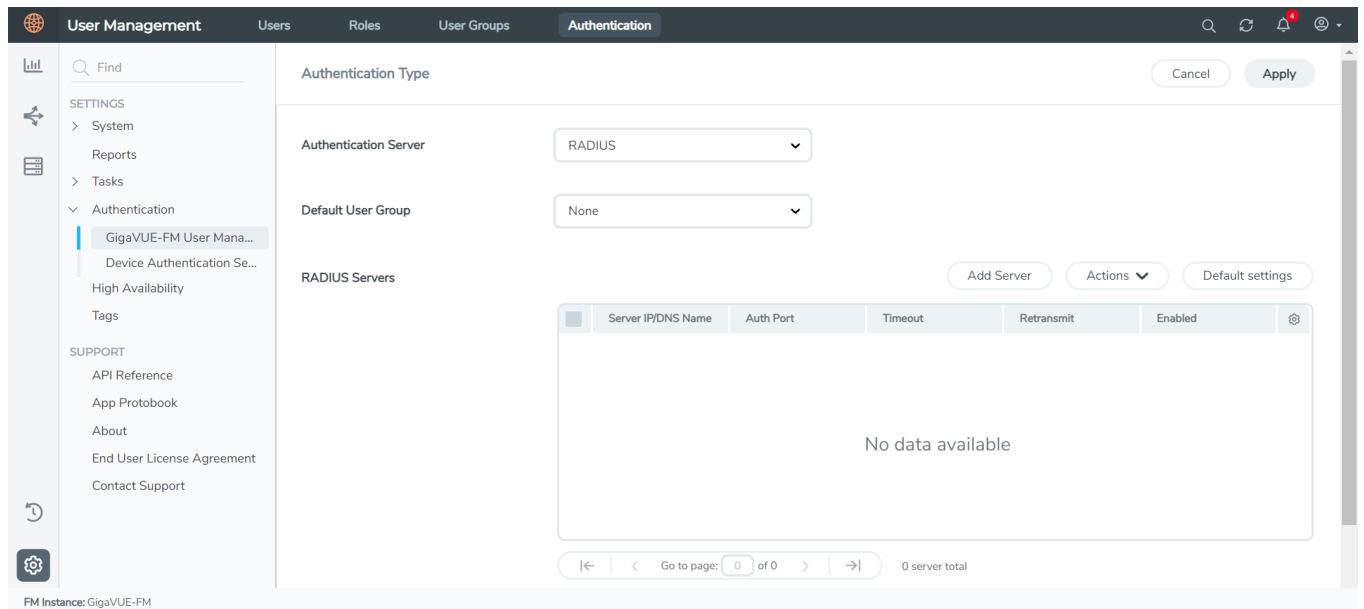 User Management
Users
Roles
User Groups
Authentication
4
Find
SETTINGS
System
Reports
Tasks
Authentication
GigaVUE-FM User Mana...
Device Authentication Se...
High Availability
Tags
SUPPORT
API Reference
App Protobook
About
End User License Agreement
Contact Support
Authentication Type
Cancel
Apply
Authentication Server
RADIUS
Default User Group
None
RADIUS Servers
Add Server
Actions
Default settings
Server IP/DNS Name
Auth Port
Timeout
Retransmit
Enabled
No data available
Go to page: 0 of 0
0 server total
FM Instance: GigaVUE-FM